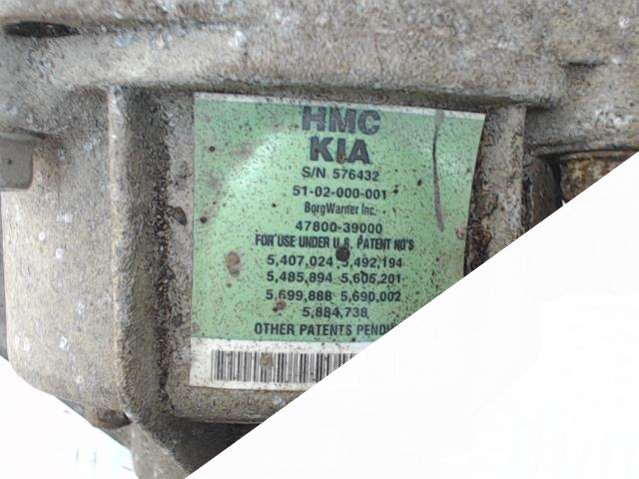 HMC
KIA
S/N 576432
51-02-000-001
BorgWarner Inc.
47800-39000
FOR USE UNDER U.S. PATENT NO'S
5,407,024 5,492,194
5,485,894 5,605,201
5,699,888 5,690,002
5,884,738
OTHER PATENTS